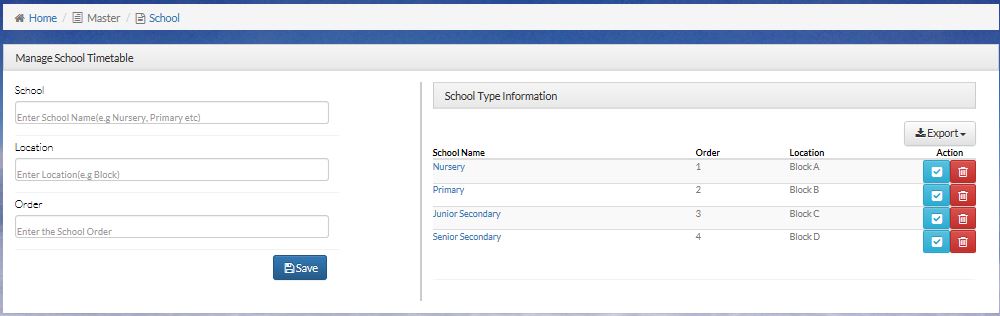 Home / Master / School
Manage School Timetable
School
Enter School Name(e.g Nursery, Primary etc)
Location
Enter Location(e.g Block)
Order
Enter the School Order
Save
School Type Information
Export
School Name Order Location Action
Nursery 1 Block A
Primary 2 Block B
Junior Secondary 3 Block C
Senior Secondary 4 Block D